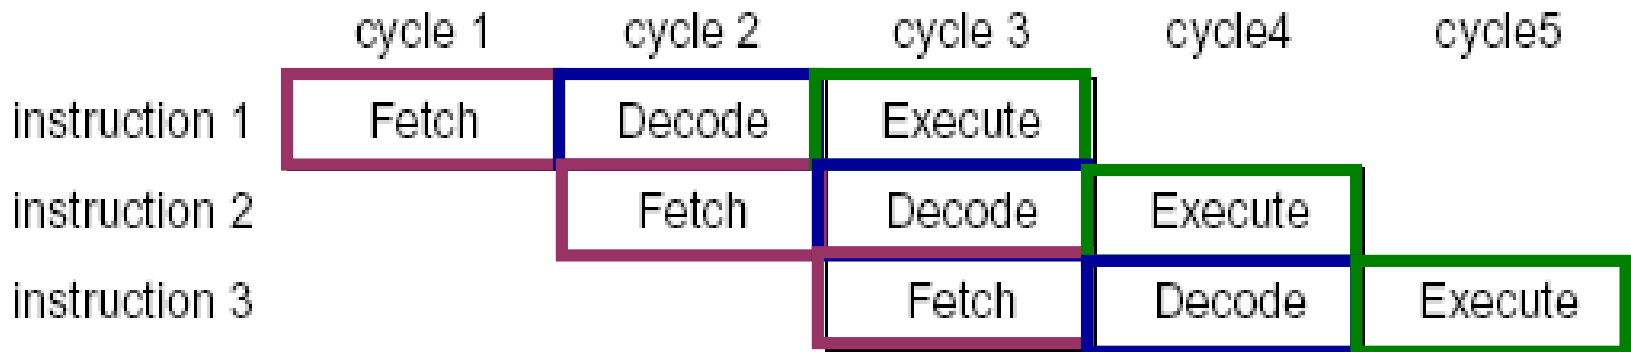 cycle 1 cycle 2 cycle 3 cycle4 cycle5
instruction 1 Fetch Decode Execute
instruction 2 Fetch Decode Execute
instruction 3 Fetch Decode Execute